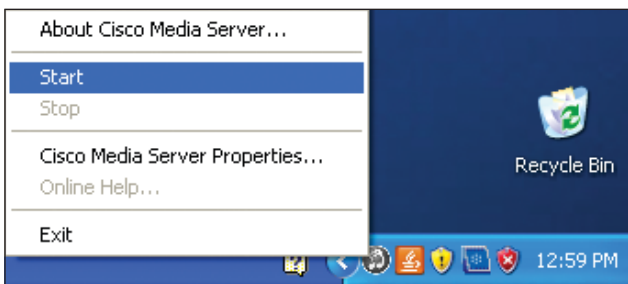 About Cisco Media Server...
Start
Stop
Cisco Media Server Properties...
Online Help...
Exit
Recycle Bin
12:59 PM